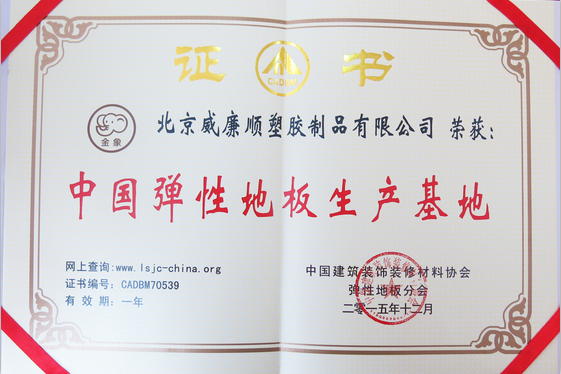 证 书
CADBM
金象
北京威廉顺塑胶制品有限公司 荣获：
中国弹性地板生产基地
网上查询:www.lsjc-china.org
证书编号: CADBM70539
有 效 期: 一年
中国建筑装饰装修材料协会
弹性地板分会
二零一五年十二月